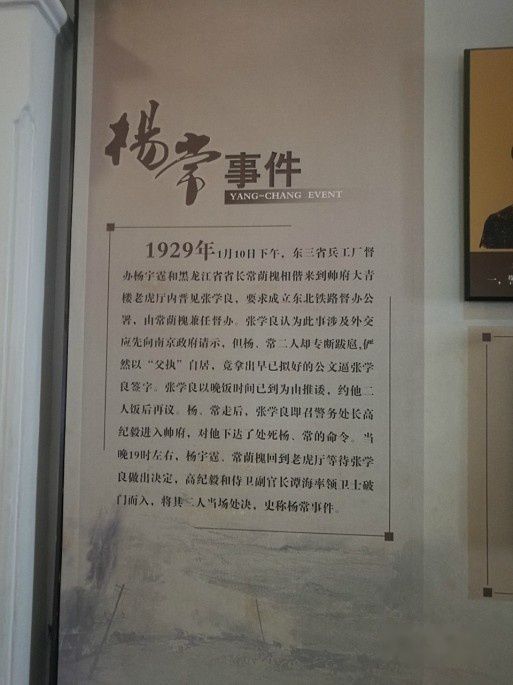 杨常事件
YANG-CHANG EVENT
1929年1月10日下午，东三省兵工厂督
办杨宇霆和黑龙江省省长常荫槐相偕来到帅府大青
楼老虎厅内晋见张学良，要求成立东北铁路督办公
署，由常荫槐兼任督办。张学良认为此事涉及外交
应先向南京政府请示，但杨、常二人却专断跋扈，俨
然以“父执”自居，竟拿出早已拟好的公文逼张学
良签字。张学良以晚饭时间已到为由推诿，约他二
人饭后再议。杨、常走后，张学良即召警务处长高
纪毅进入帅府，对他下达了处死杨、常的命令。当
晚19时左右，杨宇霆、常荫槐回到老虎厅等待张学
良做出决定，高纪毅和侍卫副官长谭海率领卫士破
门而入，将其二人当场处决，史称杨常事件。
一、